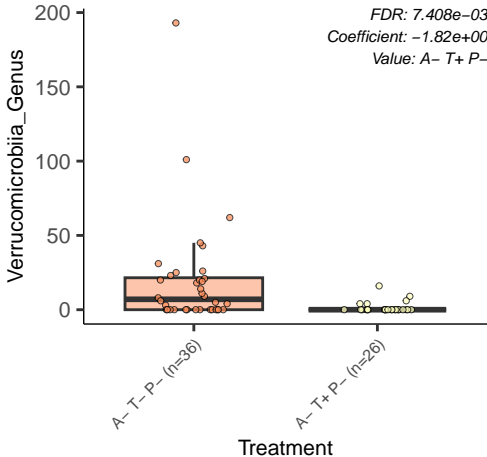 FDR: 7.408e−03
Coefficient: −1.82e+00
Value: A− T+ P−
Verrucomicrobiia_Genus
200
150
100
50
0
A− T− P− (n=36)
A− T+ P− (n=26)
Treatment